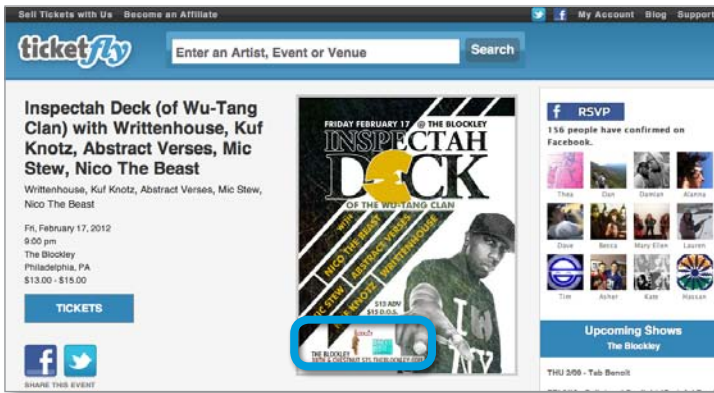 Sell Tickets with Us Become an Affiliate
My Account Blog Support
ticketfly
Enter an Artist, Event or Venue
Search
Inspectah Deck (of Wu-Tang
Clan) with Writtenhouse, Kuf
Knotz, Abstract Verses, Mic
Stew, Nico The Beast
Writtenhouse, Kuf Knotz, Abstract Verses, Mic Stew,
Nico The Beast
Fri, February 17, 2012
9:00 pm
The Blockley
Philadelphia, PA
$13.00 - $15.00
TICKETS
SHARE THIS EVENT
FRIDAY FEBRUARY 17 @ THE BLOCKLEY
INSPECTAH
DECK
OF THE WU-TANG CLAN
WITH
NICO THE BEAST
ABSTRACT VERSES
MIC STEW
KUF KNOTZ
WRITTENHOUSE
$13 ADV
$15 D.O.S.
I
NY
THE BLOCKLEY
38TH & CHESTNUT STS THEBLOCKLEY.COM
RSVP
156 people have confirmed on
Facebook.
Thea Dan Damian Alanna
Dave Becca Mary Ellen Lauren
Tim Asher Kate Hassan
Upcoming Shows
The Blockley
THU 2/09 - Tab Benoit